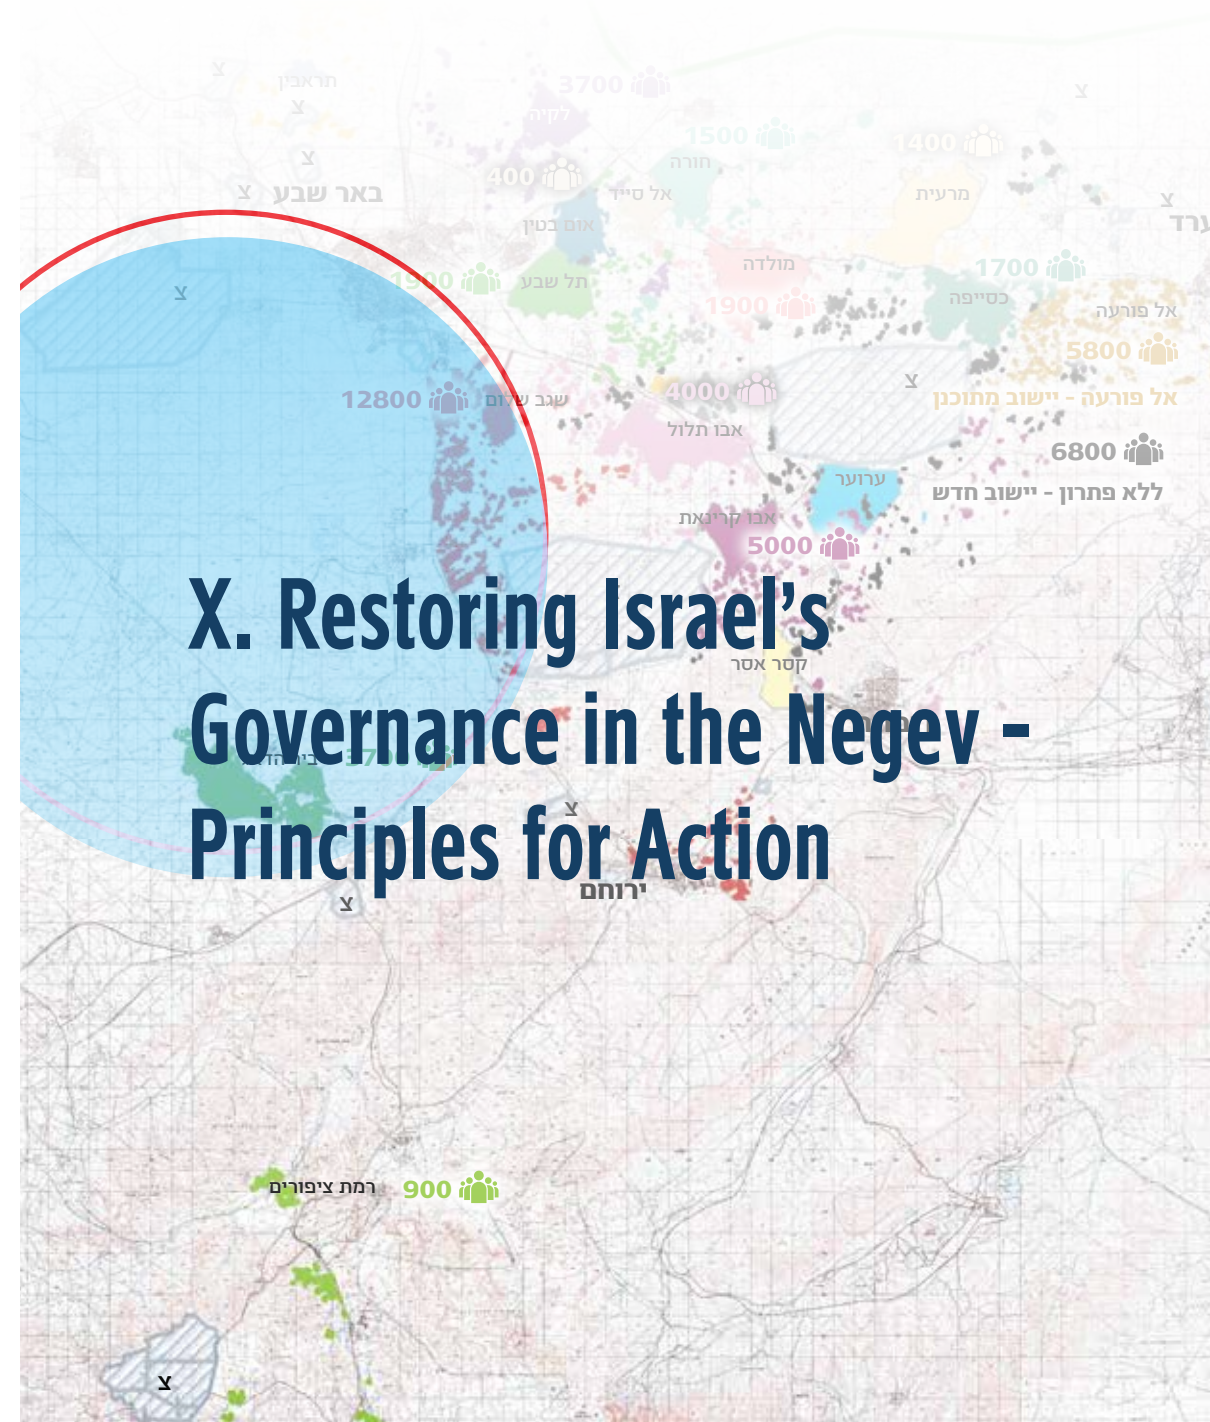 צ
תראבין
3700
צ
צ
לקיה
1500
1400
צ
חורה
400
צ
באר שבע
אל סייד
מרעית
צ
ערד
אום בטין
מולדה
1700
צ
1900
תל שבע
1900
כסייפה
אל פורעה
5800
צ
12800
שגב שלום
4000
אל פורעה - יישוב מתוכנן
אבו תלול
6800
ערוער
ללא פתרון - יישוב חדש
אבו קרינאת
5000
X. Restoring Israel’s
קסר אסר
Governance in the Negev –
3700
Principles for Action
צ
ירוחם
צ
רמת ציפורים
900
צ